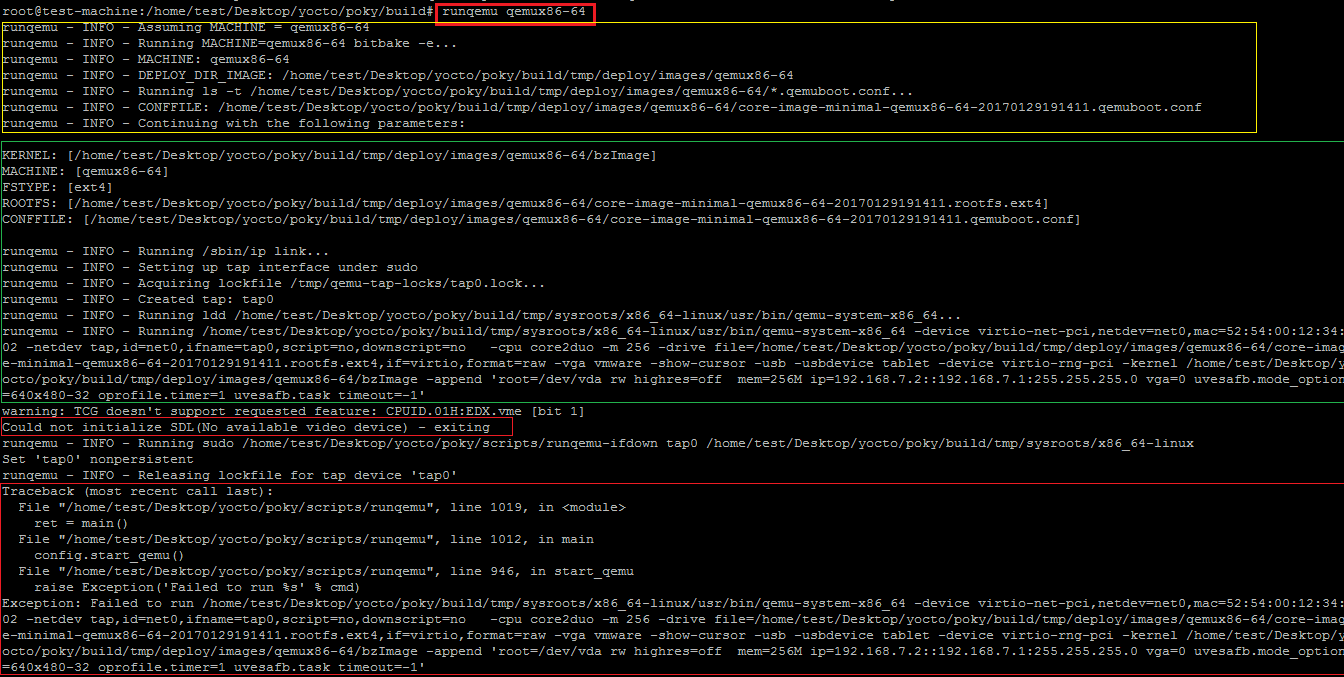 root@test-machine:/home/test/Desktop/yocto/poky/build# runqemu qemux86-64
runqemu - INFO - Assuming MACHINE = qemux86-64
runqemu - INFO - Running MACHINE=qemux86-64 bitbake -e...
runqemu - INFO - MACHINE: qemux86-64
runqemu - INFO - DEPLOY_DIR_IMAGE: /home/test/Desktop/yocto/poky/build/tmp/deploy/images/qemux86-64
runqemu - INFO - Running ls -t /home/test/Desktop/yocto/poky/build/tmp/deploy/images/qemux86-64/*.qemuboot.conf...
runqemu - INFO - CONFFILE: /home/test/Desktop/yocto/poky/build/tmp/deploy/images/qemux86-64/core-image-minimal-qemux86-64-20170129191411.qemuboot.conf
runqemu - INFO - Continuing with the following parameters:
KERNEL: [/home/test/Desktop/yocto/poky/build/tmp/deploy/images/qemux86-64/bzImage]
MACHINE: [qemux86-64]
FSTYPE: [ext4]
ROOTFS: [/home/test/Desktop/yocto/poky/build/tmp/deploy/images/qemux86-64/core-image-minimal-qemux86-64-20170129191411.rootfs.ext4]
CONFFILE: [/home/test/Desktop/yocto/poky/build/tmp/deploy/images/qemux86-64/core-image-minimal-qemux86-64-20170129191411.qemuboot.conf]
runqemu - INFO - Running /sbin/ip link...
runqemu - INFO - Setting up tap interface under sudo
runqemu - INFO - Acquiring lockfile /tmp/qemu-tap-locks/tap0.lock...
runqemu - INFO - Created tap: tap0
runqemu - INFO - Running ldd /home/test/Desktop/yocto/poky/build/tmp/sysroots/x86_64-linux/usr/bin/qemu-system-x86_64...
runqemu - INFO - Running /home/test/Desktop/yocto/poky/build/tmp/sysroots/x86_64-linux/usr/bin/qemu-system-x86_64 -device virtio-net-pci,netdev=net0,mac=52:54:00:12:34:
02 -netdev tap,id=net0,ifname=tap0,script=no,downscript=no   -cpu core2duo -m 256 -drive file=/home/test/Desktop/yocto/poky/build/tmp/deploy/images/qemux86-64/core-imag
e-minimal-qemux86-64-20170129191411.rootfs.ext4,if=virtio,format=raw -vga vmware -show-cursor -usb -usbdevice tablet -device virtio-rng-pci -kernel /home/test/Desktop/y
octo/poky/build/tmp/deploy/images/qemux86-64/bzImage -append 'root=/dev/vda rw highres=off  mem=256M ip=192.168.7.2::192.168.7.1:255.255.255.0 vga=0 uvesafb.mode_option
=640x480-32 oprofile.timer=1 uvesafb.task_timeout=-1'
warning: TCG doesn't support requested feature: CPUID.01H:EDX.vme [bit 1]
Could not initialize SDL(No available video device) - exiting
runqemu - INFO - Running sudo /home/test/Desktop/yocto/poky/scripts/runqemu-ifdown tap0 /home/test/Desktop/yocto/poky/build/tmp/sysroots/x86_64-linux
Set 'tap0' nonpersistent
runqemu - INFO - Releasing lockfile for tap device 'tap0'
Traceback (most recent call last):
  File "/home/test/Desktop/yocto/poky/scripts/runqemu", line 1019, in <module>
    ret = main()
  File "/home/test/Desktop/yocto/poky/scripts/runqemu", line 1012, in main
    config.start_qemu()
  File "/home/test/Desktop/yocto/poky/scripts/runqemu", line 946, in start_qemu
    raise Exception('Failed to run %s' % cmd)
Exception: Failed to run /home/test/Desktop/yocto/poky/build/tmp/sysroots/x86_64-linux/usr/bin/qemu-system-x86_64 -device virtio-net-pci,netdev=net0,mac=52:54:00:12:34:
02 -netdev tap,id=net0,ifname=tap0,script=no,downscript=no   -cpu core2duo -m 256 -drive file=/home/test/Desktop/yocto/poky/build/tmp/deploy/images/qemux86-64/core-imag
e-minimal-qemux86-64-20170129191411.rootfs.ext4,if=virtio,format=raw -vga vmware -show-cursor -usb -usbdevice tablet -device virtio-rng-pci -kernel /home/test/Desktop/y
octo/poky/build/tmp/deploy/images/qemux86-64/bzImage -append 'root=/dev/vda rw highres=off  mem=256M ip=192.168.7.2::192.168.7.1:255.255.255.0 vga=0 uvesafb.mode_option
=640x480-32 oprofile.timer=1 uvesafb.task_timeout=-1'